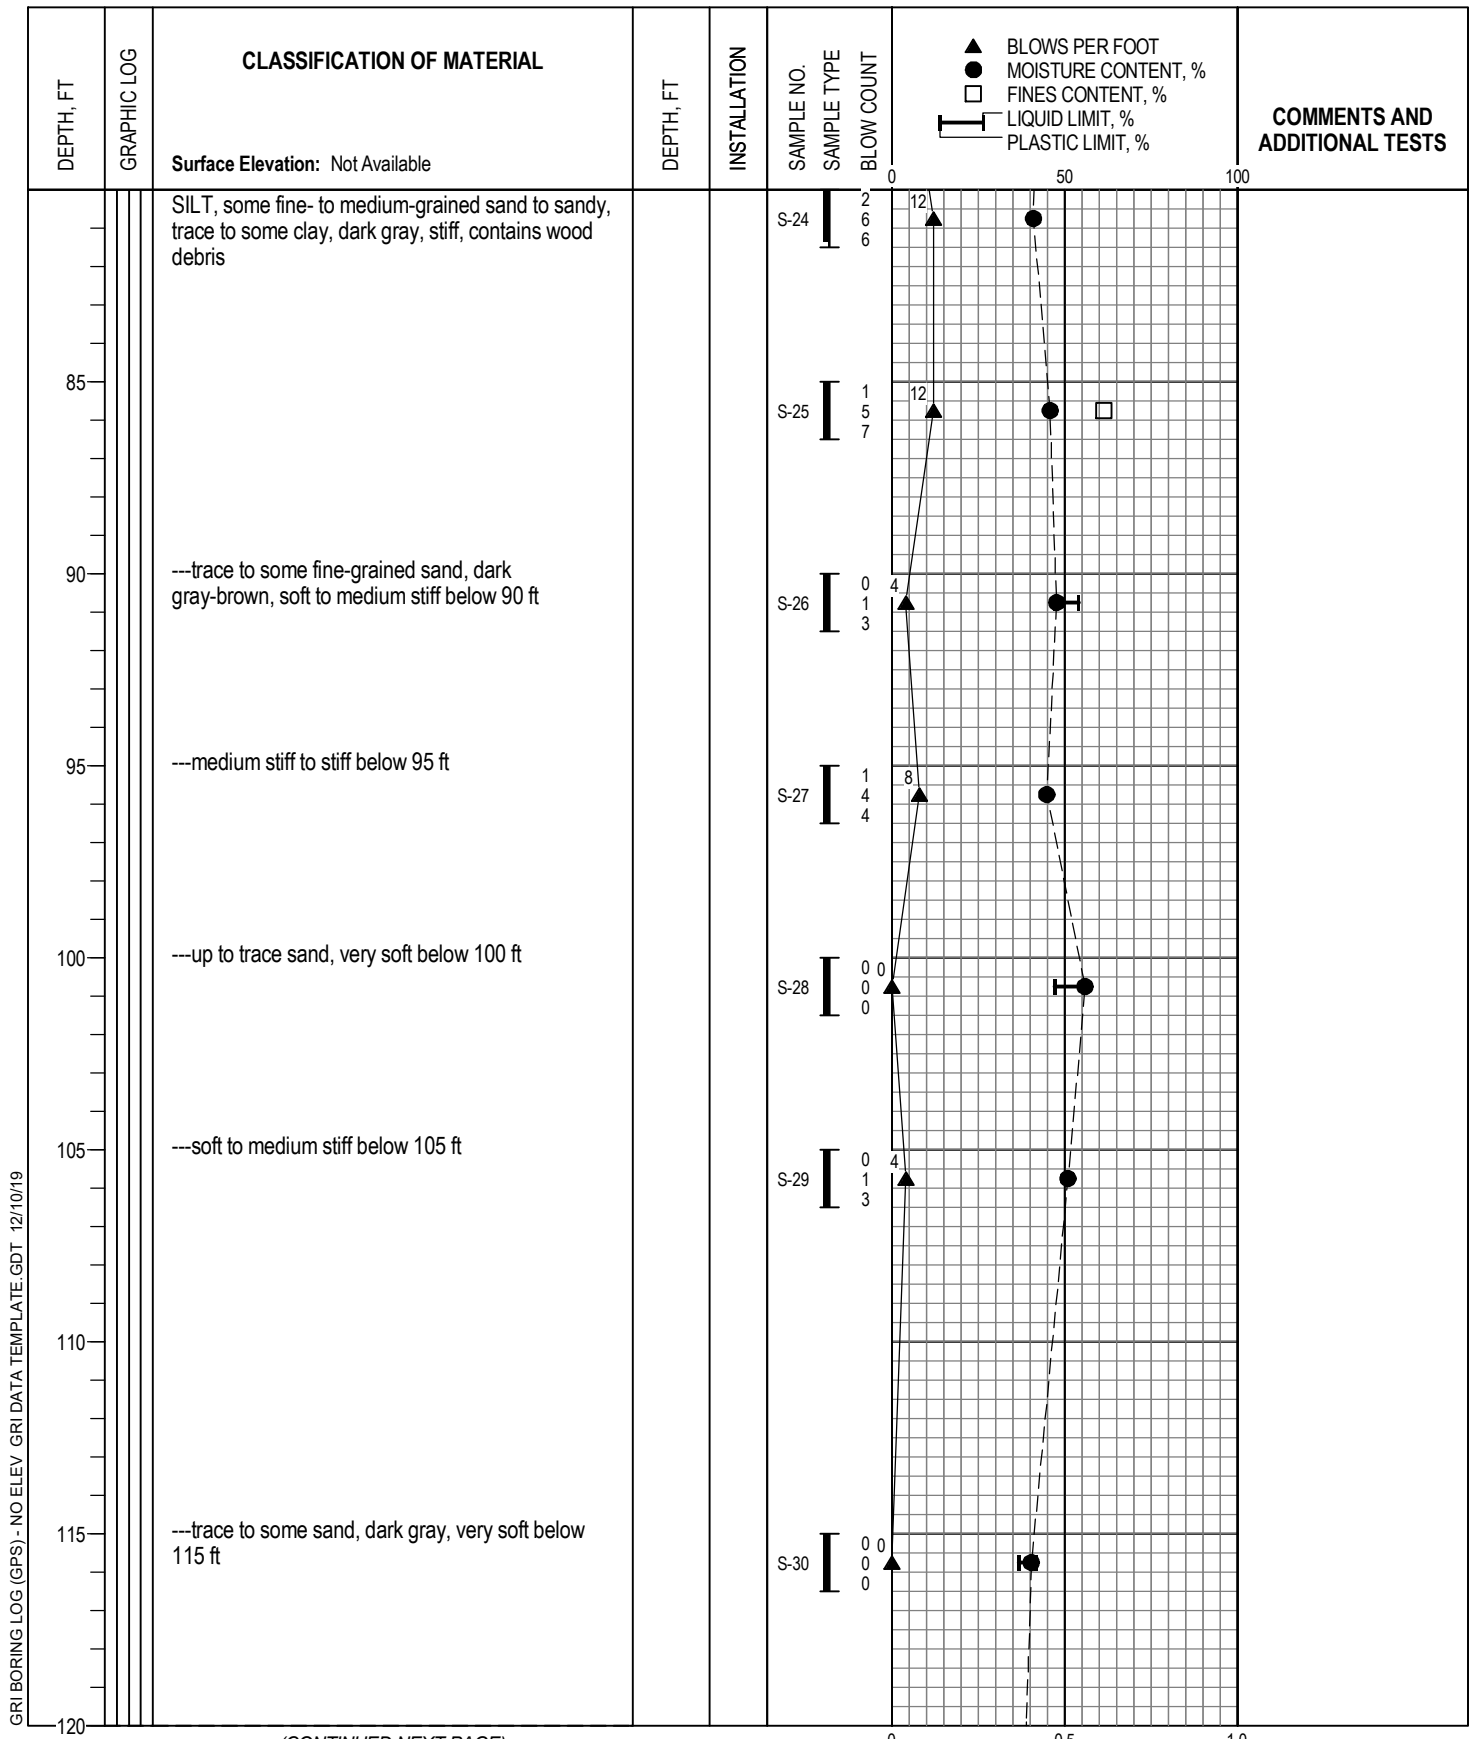 DEPTH, FT
GRAPHIC LOG
CLASSIFICATION OF MATERIAL
Surface Elevation: Not Available
DEPTH, FT
INSTALLATION
SAMPLE NO.
SAMPLE TYPE
BLOW COUNT
BLOWS PER FOOT
MOISTURE CONTENT, %
FINES CONTENT, %
LIQUID LIMIT, %
PLASTIC LIMIT, %
0 50 100
COMMENTS AND
ADDITIONAL TESTS
SILT, some fine- to medium-grained sand to sandy,
trace to some clay, dark gray, stiff, contains wood
debris
S-24
2
6
6
12
85
S-25
1
5
7
12
90
---trace to some fine-grained sand, dark
gray-brown, soft to medium stiff below 90 ft
S-26
0
1
3
4
95
---medium stiff to stiff below 95 ft
S-27
1
4
4
8
100
---up to trace sand, very soft below 100 ft
S-28
0
0
0
0
105
---soft to medium stiff below 105 ft
S-29
0
1
3
4
110
115
---trace to some sand, dark gray, very soft below
115 ft
S-30
0
0
0
0
120
(CONTINUED NEXT PAGE)
0 0.5 1.0
GRI BORING LOG (GPS) - NO ELEV GRI DATA TEMPLATE.GDT 12/10/19